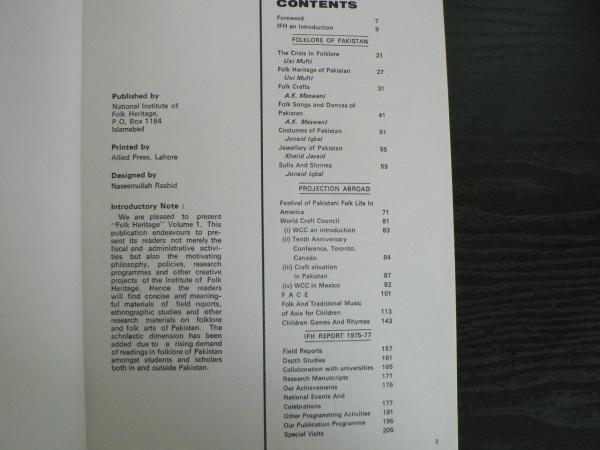 Published by
National Institute of
Folk Heritage,
P.O. Box 1184
Islamabad
Printed by
Allied Press, Lahore
Designed by
Naseemullah Rashid
Introductory Note :
We are pleased to present
"Folk Heritage" Volume 1. This
publication endeavours to pre-
sent its readers not merely the
fiscal and administrative activi-
ties but also the motivating
philosophy, policies, research
programmes and other creative
projects of the Institute of Folk
Heritage. Hence the readers
will find concise and meaning-
ful materials of field reports,
ethnographic studies and other
research materials on folklore
and folk arts of Pakistan. The
scholastic dimension has been
added due to a rising demand
of readings in folklore of Pakistan
amongst students and scholars
both in and outside Pakistan.
CONTENTS
Foreword 7
IFH an Introduction 9
FOLKLORE OF PAKISTAN
The Crisis In Folklore 21
Uxi Mufti
Folk Heritage of Pakistan 27
Uxi Mufti
Folk Crafts 31
A.K. Maswani
Folk Songs and Dances of
Pakistan 41
A.K. Maswani
Costumes of Pakistan 51
Jonaid Iqbal
Jewellery of Pakistan 55
Khalid Javaid
Sufis And Shrines 59
Jonaid Iqbal
PROJECTION ABROAD
Festival of Pakistani Folk Life In
America 71
World Craft Council 81
(i) WCC an introduction 83
(ii) Tenth Anniversary
Conference, Toronto,
Canada. 84
(iii) Craft situation
in Pakistan 87
(iv) WCC in Mexico 92
F A C E 101
Folk And Traditional Music
of Asia for Children 113
Children Games And Rhymes 143
IFH REPORT 1975-77
Field Reports 157
Depth Studies 161
Collaboration with universities 165
Research Manuscripts 171
Our Achievements 175
National Events And
Celebrations 177
Other Programming Activities 191
Our Publication Programme 195
Special Visits 205
3